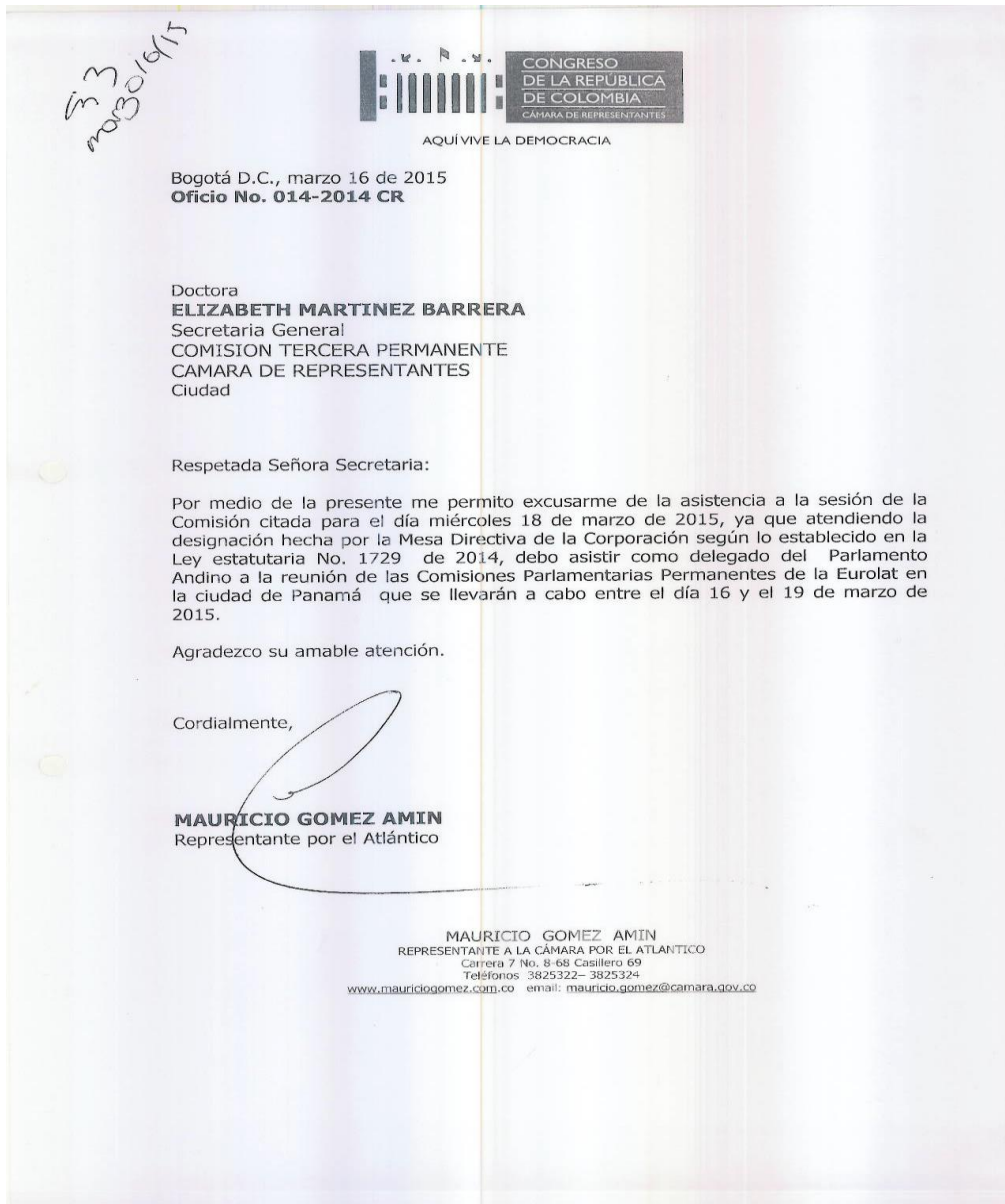 marzo 16/15
CONGRESO
DE LA REPÚBLICA
DE COLOMBIA
CÁMARA DE REPRESENTANTES
AQUÍ VIVE LA DEMOCRACIA
Bogotá D.C., marzo 16 de 2015
Oficio No. 014-2014 CR
Doctora
ELIZABETH MARTINEZ BARRERA
Secretaria General
COMISION TERCERA PERMANENTE
CAMARA DE REPRESENTANTES
Ciudad
Respetada Señora Secretaria:
Por medio de la presente me permito excusarme de la asistencia a la sesión de la
Comisión citada para el día miércoles 18 de marzo de 2015, ya que atendiendo la
designación hecha por la Mesa Directiva de la Corporación según lo establecido en la
Ley estatutaria No. 1729 de 2014, debo asistir como delegado del Parlamento
Andino a la reunión de las Comisiones Parlamentarias Permanentes de la Eurolat en
la ciudad de Panamá que se llevarán a cabo entre el día 16 y el 19 de marzo de
2015.
Agradezco su amable atención.
Cordialmente,
MAURICIO GOMEZ AMIN
Representante por el Atlántico
MAURICIO GOMEZ AMIN
REPRESENTANTE A LA CÁMARA POR EL ATLANTICO
Carrera 7 No. 8-68 Casillero 69
Teléfonos 3825322– 3825324
www.mauriciogomez.com.co email: mauricio.gomez@camara.gov.co